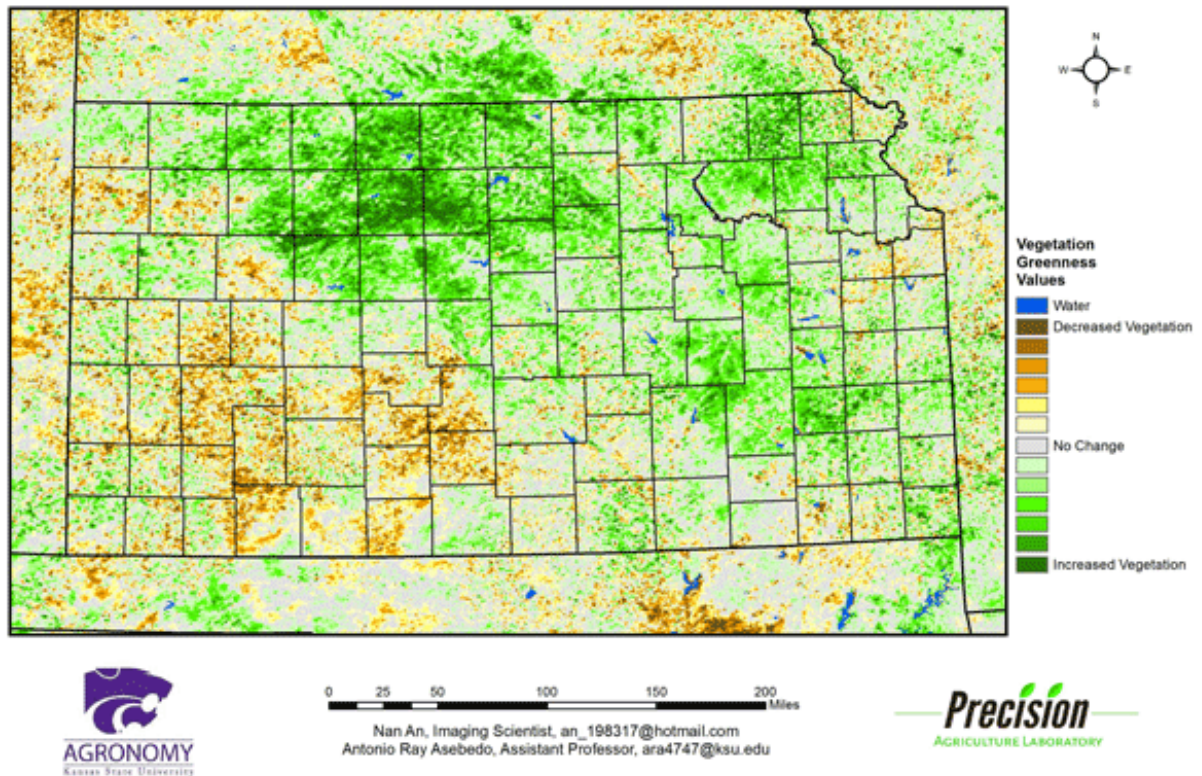 N
W E
S
Vegetation
Greenness
Values
Water
Decreased Vegetation
No Change
Increased Vegetation
0 25 50 100 150 200
Miles
Nan An, Imaging Scientist, an_198317@hotmail.com
Antonio Ray Asebedo, Assistant Professor, ara4747@ksu.edu
AGRONOMY
Kansas State University
Precision
AGRICULTURE LABORATORY